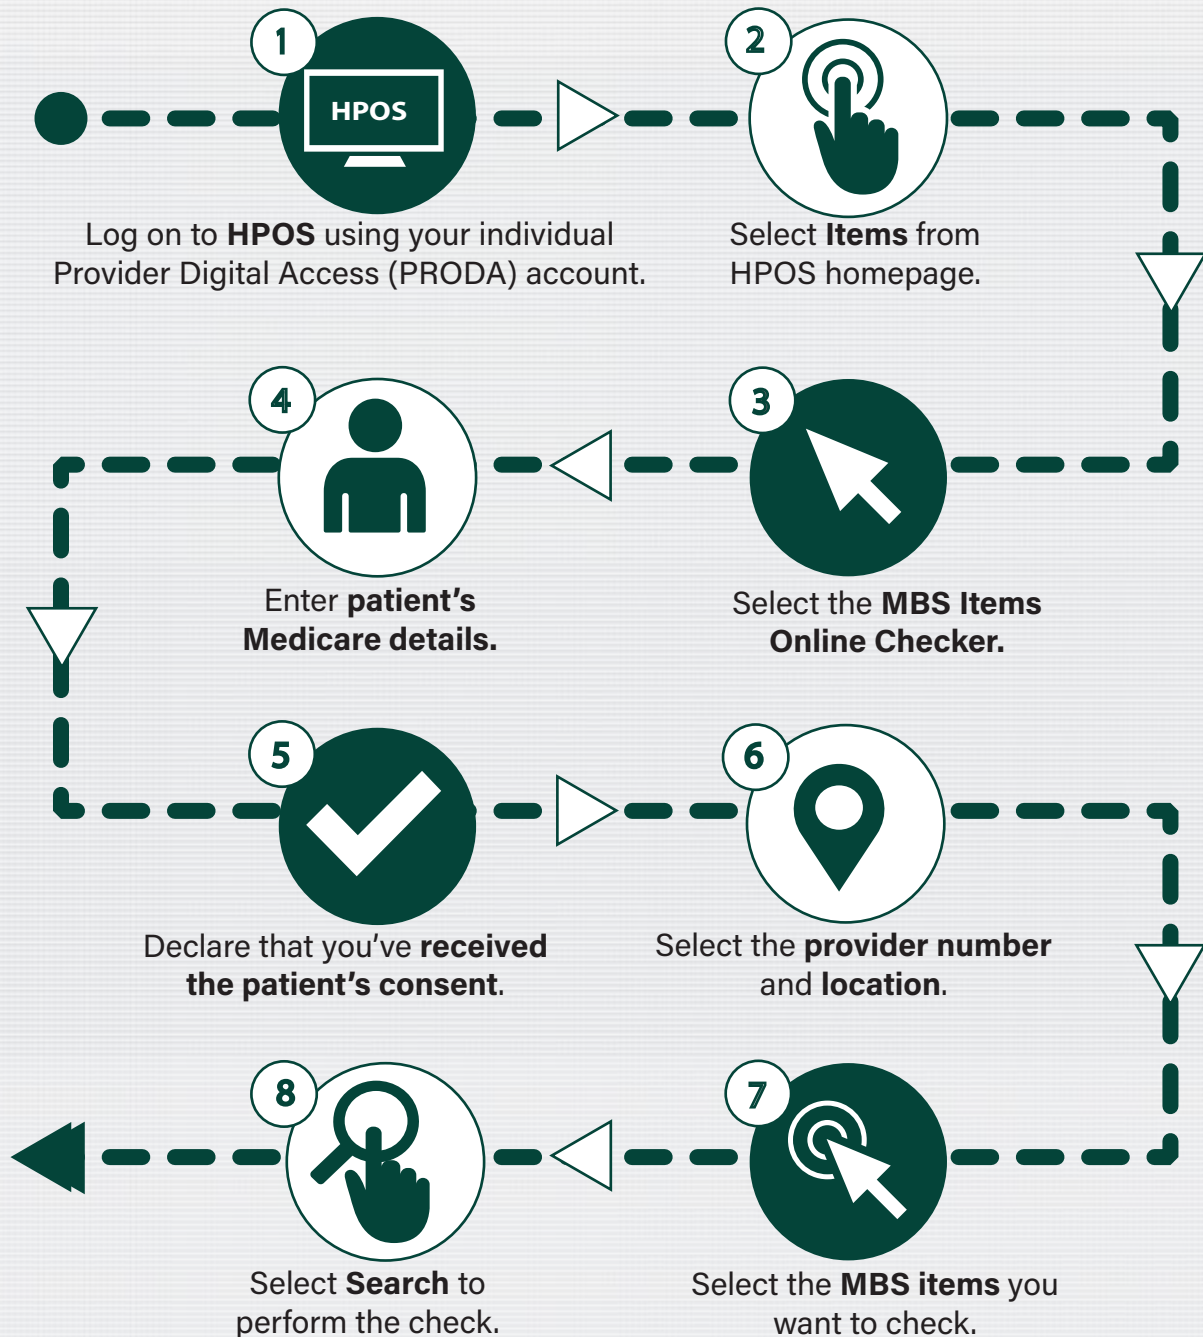 1
HPOS
Log on to HPOS using your individual
Provider Digital Access (PRODA) account.
2
Select Items from
HPOS homepage.
3
Select the MBS Items
Online Checker.
4
Enter patient's
Medicare details.
5
Declare that you've received
the patient's consent.
6
Select the provider number
and location.
7
Select the MBS items you
want to check.
8
Select Search to
perform the check.